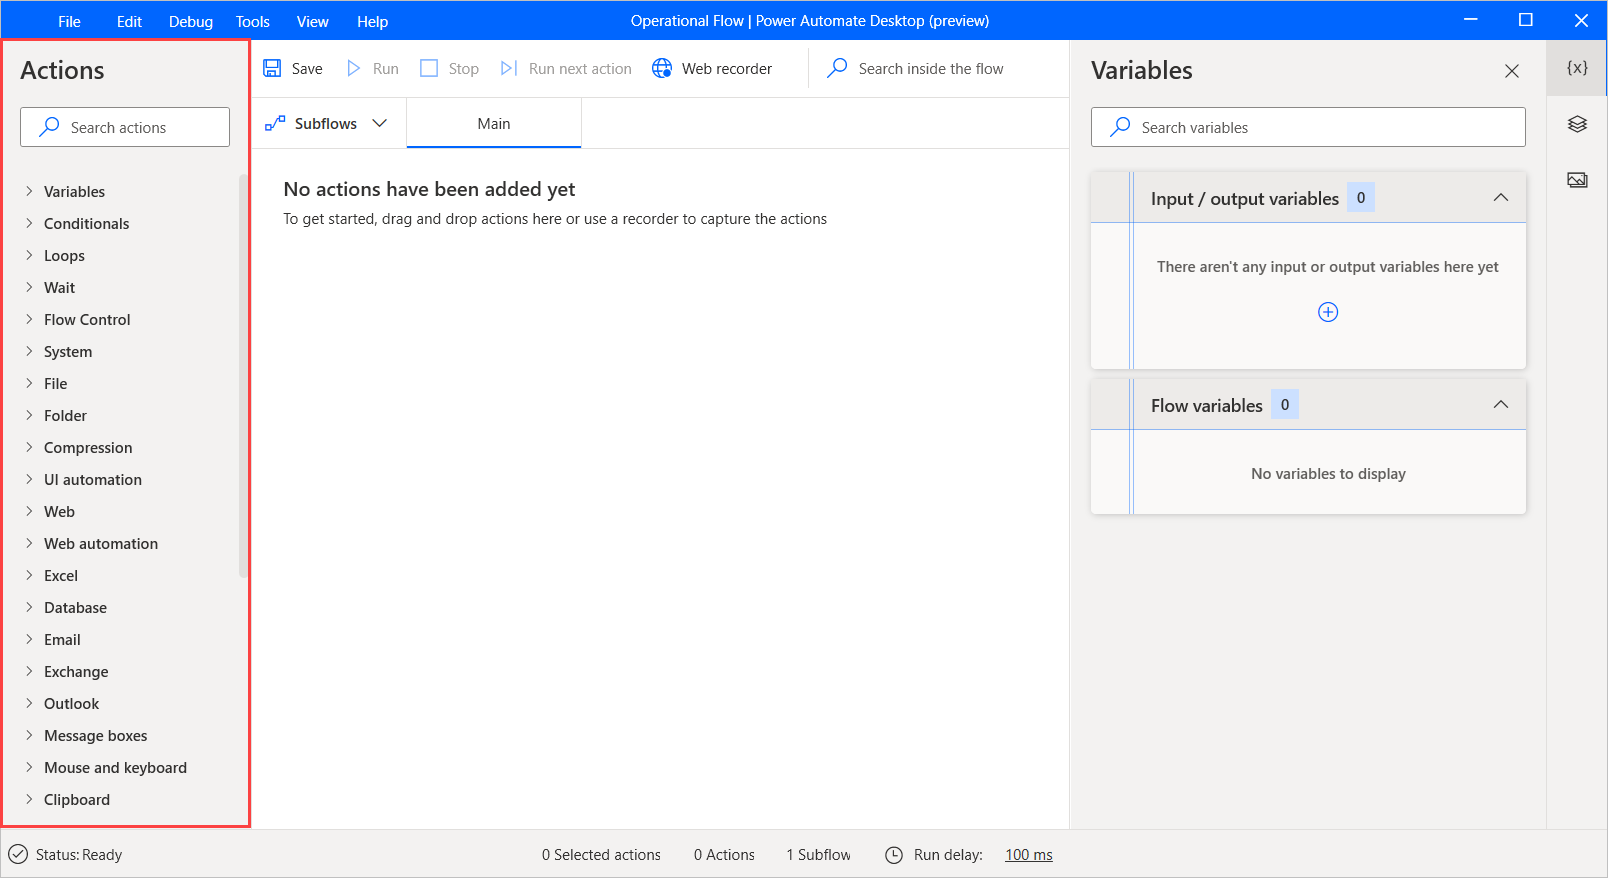 File Edit Debug Tools View Help Operational Flow | Power Automate Desktop (preview)
Actions
Search actions
Variables
Conditionals
Loops
Wait
Flow Control
System
File
Folder
Compression
UI automation
Web
Web automation
Excel
Database
Email
Exchange
Outlook
Message boxes
Mouse and keyboard
Clipboard
Save Run Stop Run next action Web recorder Search inside the flow
Subflows Main
No actions have been added yet
To get started, drag and drop actions here or use a recorder to capture the actions
Variables
{x}
Search variables
Input / output variables 0
There aren't any input or output variables here yet
Flow variables 0
No variables to display
Status: Ready 0 Selected actions 0 Actions 1 Subflow Run delay: 100 ms